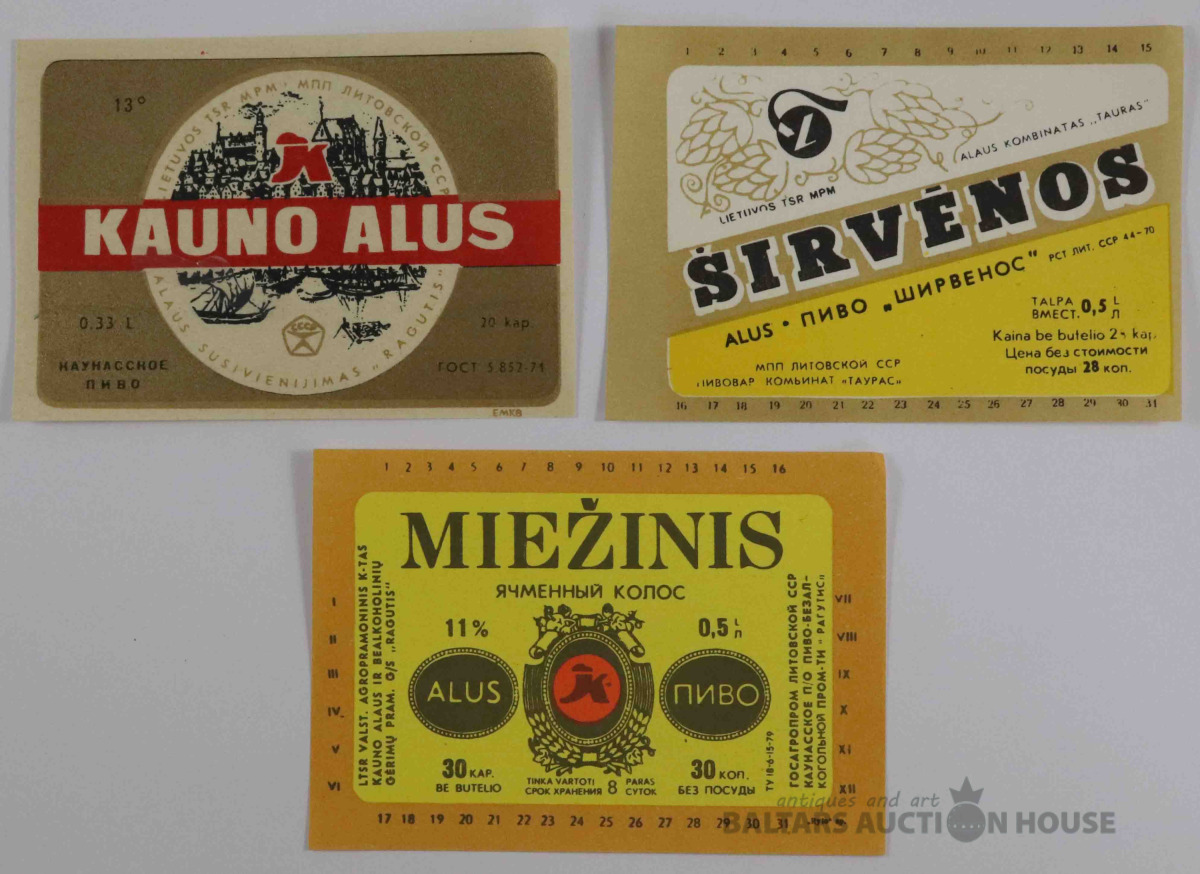 13°
LIETUVOS TSR MPM · МПП ЛИТОВСКОЙ ССР
K
KAUNO ALUS
0.33 L
20 kap.
СССР
КАУНАССКОЕ
ПИВО
ГОСТ 5.852-71
ALAUS SUSIVIENIJIMAS „RAGUTIS"
ЕМКВ
1 2 3 4 5 6 7 8 9 10 11 12 13 14 15
LIETUVOS TSR MPM
ALAUS KOMBINATAS „TAURAS"
ŠIRVĖNOS
ALUS • ПИВО „ШИРВЕНОС"
РСТ ЛИТ. ССР 44-70
TALPA
ВМЕСТ. 0,5 L Л
Kaina be butelio kap.
Цена без стоимости
посуды 28 коп.
МПП ЛИТОВСКОЙ ССР
ПИВОВАР КОМБИНАТ «ТАУРАС»
16 17 18 19 20 21 22 23 24 25 26 27 28 29 30 31
1 2 3 4 5 6 7 8 9 10 11 12 13 14 15 16
MIEŽINIS
ЯЧМЕННЫЙ КОЛОС
11%
0,5 L Л
ALUS
K
ПИВО
30 KAP.
BE BUTELIO
TINKA VARTOTI 8 PARAS
СРОК ХРАНЕНИЯ СУТОК
30 КОП.
БЕЗ ПОСУДЫ
LTSR VALST. AGROPRAMONINIS K-TAS
KAUNO ALAUS IR BEALKOHOLINIŲ
GĖRIMŲ PRAM. G/S „RAGUTIS"
ТУ 18-6-15-79
ГОСАГРОПРОМ ЛИТОВСКОЙ ССР
КАУНАССКОЕ П/О ПИВО-БЕЗАЛ-
КОГОЛЬНОЙ ПРОМ-ТИ „РАГУТИС"
I
II
III
IV
V
VI
VII
VIII
IX
X
XI
XII
17 18 19 20 21 22 23 24 25 26 27 28 29 30 31
antiques and art
BALTARS AUCTION HOUSE